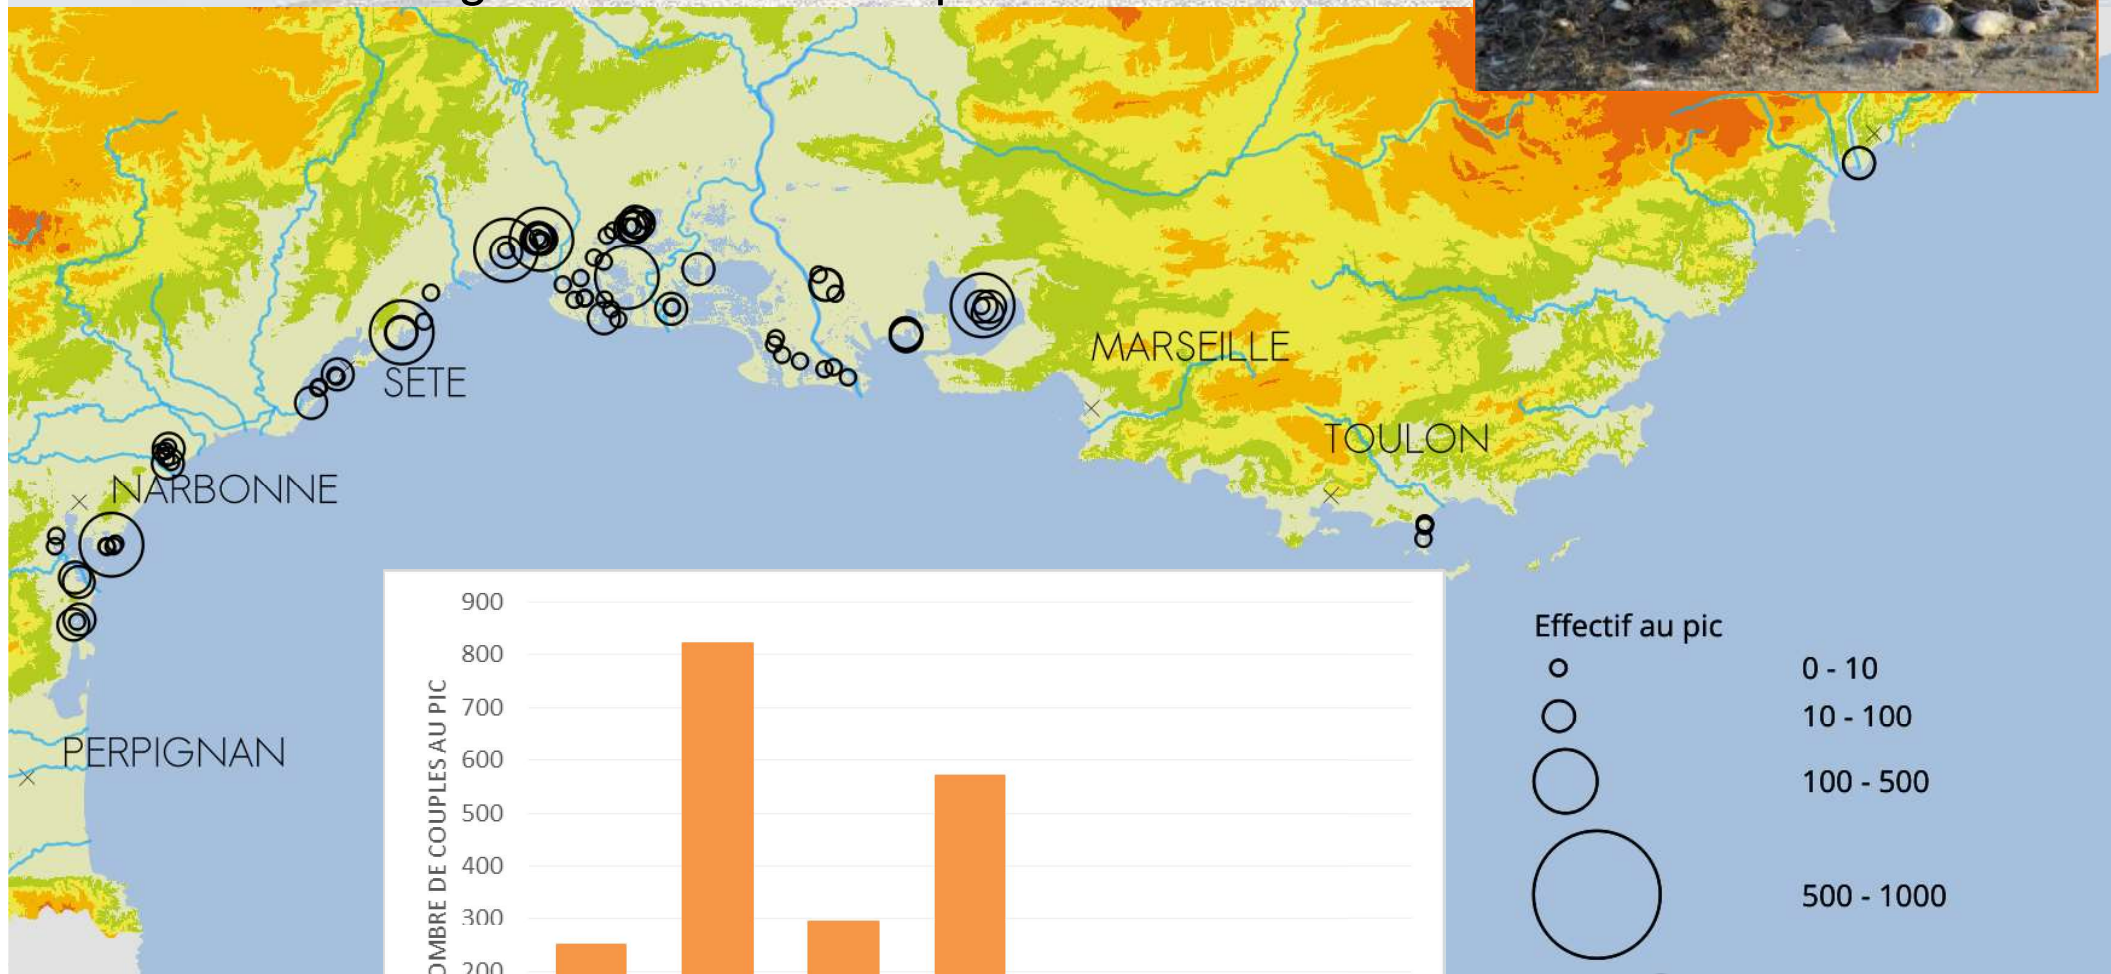 SETE
MARSEILLE
TOULON
NARBONNE
PERPIGNAN
900
800
700
600
500
400
300
200
OMBRE DE COUPLES AU PIC
Effectif au pic
0 - 10
10 - 100
100 - 500
500 - 1000